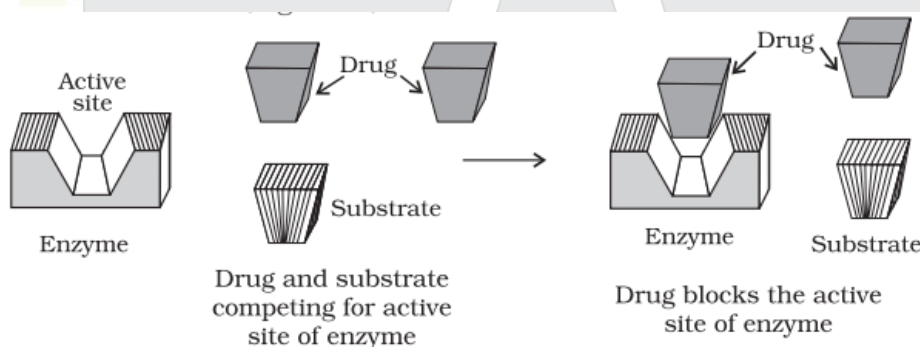 Active
site
Drug
Drug
Substrate
Enzyme
Enzyme
Substrate
Drug and substrate
competing for active
site of enzyme
Drug blocks the active
site of enzyme